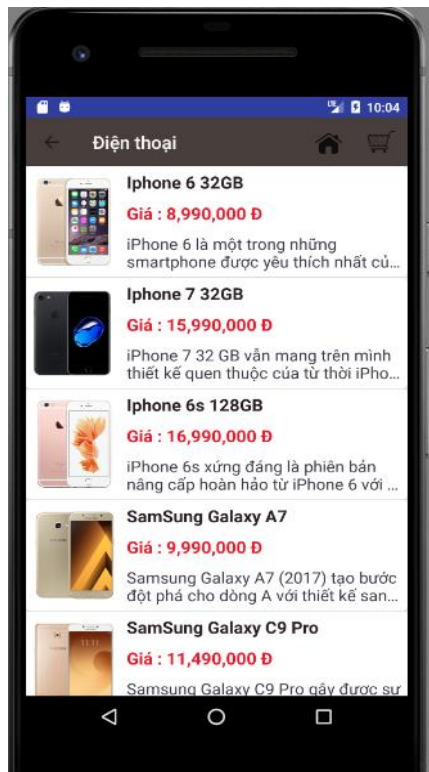 LTE 10:04
Điện thoại
Iphone 6 32GB
Giá : 8,990,000 Đ
iPhone 6 là một trong những
smartphone được yêu thích nhất củ...
Iphone 7 32GB
Giá : 15,990,000 Đ
iPhone 7 32 GB vẫn mang trên mình
thiết kế quen thuộc của từ thời iPho...
Iphone 6s 128GB
Giá : 16,990,000 Đ
iPhone 6s xứng đáng là phiên bản
nâng cấp hoàn hảo từ iPhone 6 với ...
SamSung Galaxy A7
Giá : 9,990,000 Đ
Samsung Galaxy A7 (2017) tạo bước
đột phá cho dòng A với thiết kế san...
SamSung Galaxy C9 Pro
Giá : 11,490,000 Đ
Samsung Galaxy C9 Pro gây được sự